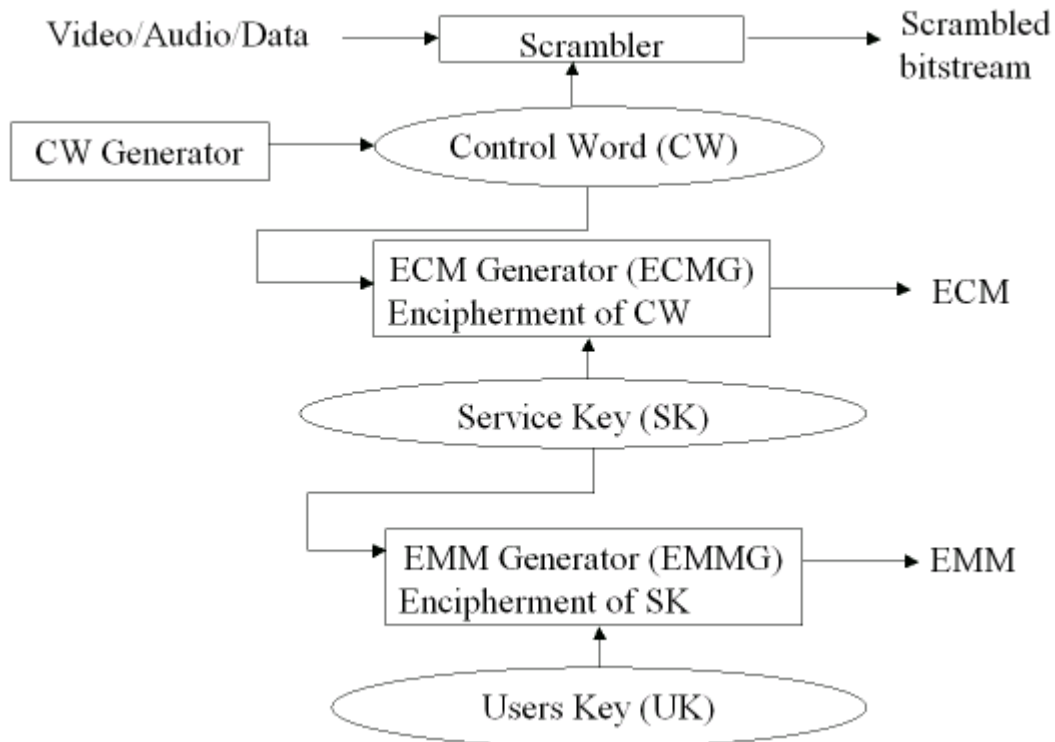 Video/Audio/Data
Scrambler
Scrambled
bitstream
CW Generator
Control Word (CW)
ECM Generator (ECMG)
Encipherment of CW
ECM
Service Key (SK)
EMM Generator (EMMG)
Encipherment of SK
EMM
Users Key (UK)